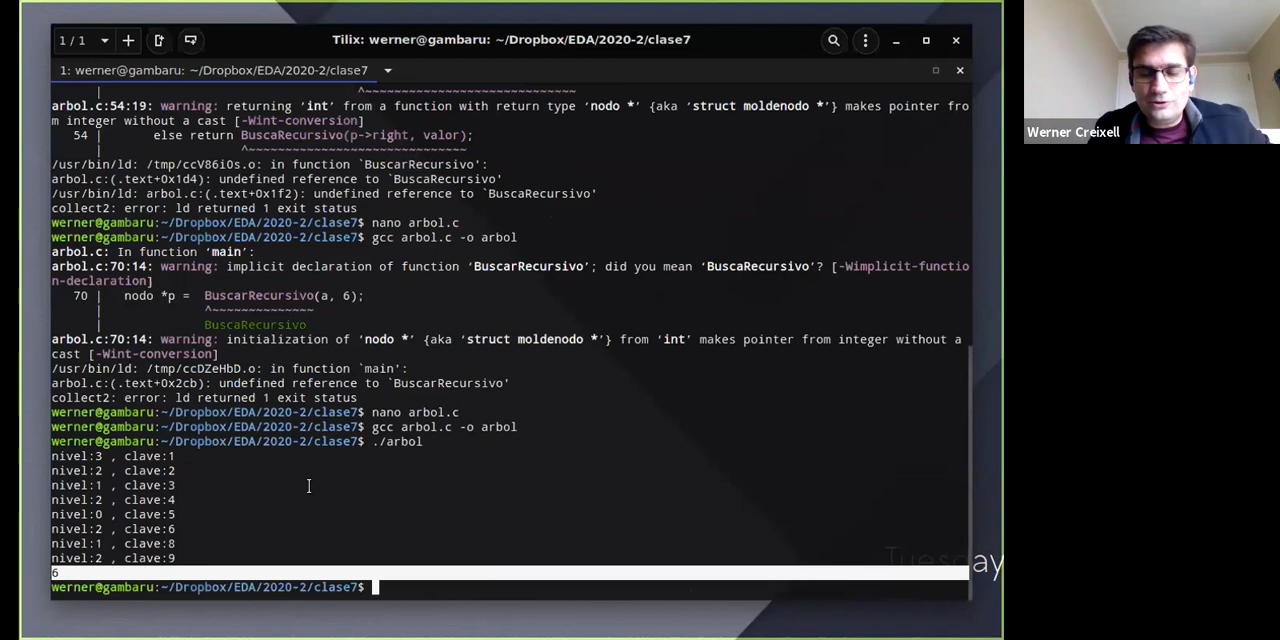 1 / 1
Tilix: werner@gambaru: ~/Dropbox/EDA/2020-2/clase7
1: werner@gambaru: ~/Dropbox/EDA/2020-2/clase7
|                              ^~~~~~~~~~~~~~~~~~~~~~~~~~~~~
arbol.c:54:19: warning: returning ‘int’ from a function with return type ‘nodo *’ {aka ‘struct moldenodo *’} makes pointer fro
m integer without a cast [-Wint-conversion]
54 |       else return BuscaRecursivo(p->right, valor);
|                   ^~~~~~~~~~~~~~~~~~~~~~~~~~~~~~~
/usr/bin/ld: /tmp/ccV86i0s.o: in function `BuscarRecursivo':
arbol.c:(.text+0x1d4): undefined reference to `BuscaRecursivo'
/usr/bin/ld: arbol.c:(.text+0x1f2): undefined reference to `BuscaRecursivo'
collect2: error: ld returned 1 exit status
werner@gambaru:~/Dropbox/EDA/2020-2/clase7$ nano arbol.c
werner@gambaru:~/Dropbox/EDA/2020-2/clase7$ gcc arbol.c -o arbol
arbol.c: In function ‘main’:
arbol.c:70:14: warning: implicit declaration of function ‘BuscarRecursivo’; did you mean ‘BuscaRecursivo’? [-Wimplicit-functio
n-declaration]
70 |   nodo *p =  BuscarRecursivo(a, 6);
|              ^~~~~~~~~~~~~~~
|              BuscaRecursivo
arbol.c:70:14: warning: initialization of ‘nodo *’ {aka ‘struct moldenodo *’} from ‘int’ makes pointer from integer without a
cast [-Wint-conversion]
/usr/bin/ld: /tmp/ccDZeHbD.o: in function `main':
arbol.c:(.text+0x2cb): undefined reference to `BuscarRecursivo'
collect2: error: ld returned 1 exit status
werner@gambaru:~/Dropbox/EDA/2020-2/clase7$ nano arbol.c
werner@gambaru:~/Dropbox/EDA/2020-2/clase7$ gcc arbol.c -o arbol
werner@gambaru:~/Dropbox/EDA/2020-2/clase7$ ./arbol
nivel:3 , clave:1
nivel:2 , clave:2
nivel:1 , clave:3
nivel:2 , clave:4
nivel:0 , clave:5
nivel:2 , clave:6
nivel:1 , clave:8
nivel:2 , clave:9
6
werner@gambaru:~/Dropbox/EDA/2020-2/clase7$
Tuesday
Werner Creixell